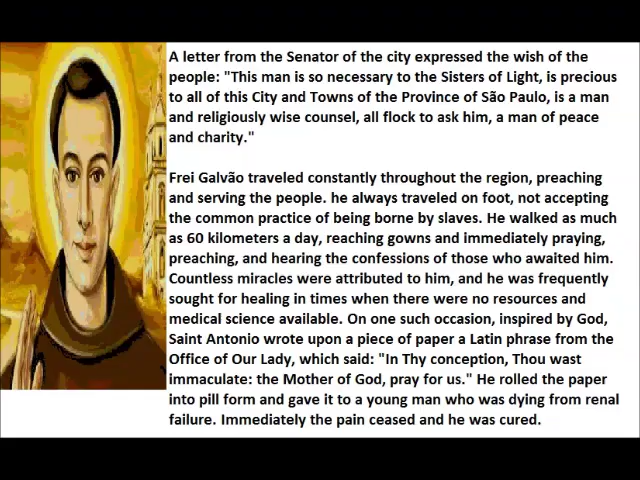 A letter from the Senator of the city expressed the wish of the
people: "This man is so necessary to the Sisters of Light, is precious
to all of this City and Towns of the Province of São Paulo, is a man
and religiously wise counsel, all flock to ask him, a man of peace
and charity."
Frei Galvão traveled constantly throughout the region, preaching
and serving the people. he always traveled on foot, not accepting
the common practice of being borne by slaves. He walked as much
as 60 kilometers a day, reaching gowns and immediately praying,
preaching, and hearing the confessions of those who awaited him.
Countless miracles were attributed to him, and he was frequently
sought for healing in times when there were no resources and
medical science available. On one such occasion, inspired by God,
Saint Antonio wrote upon a piece of paper a Latin phrase from the
Office of Our Lady, which said: "In Thy conception, Thou wast
immaculate: the Mother of God, pray for us." He rolled the paper
into pill form and gave it to a young man who was dying from renal
failure. Immediately the pain ceased and he was cured.